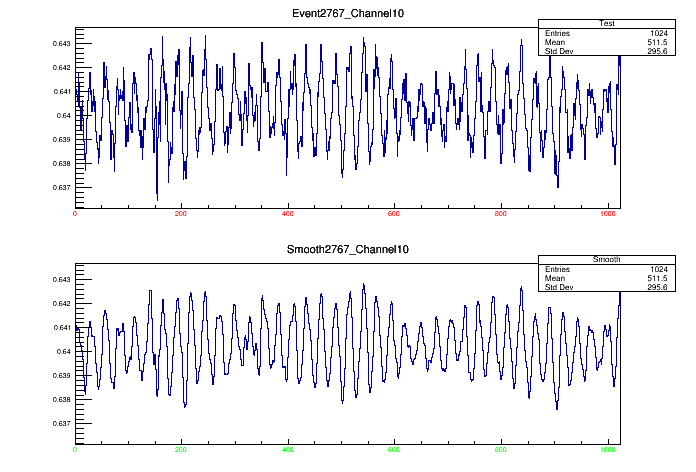 Event2767_Channel10
Test
Entries 1024
Mean 511.5
Std Dev 295.6
0.643
0.642
0.641
0.64
0.639
0.638
0.637
0 200 400 600 800 1000
Smooth2767_Channel10
Smooth
Entries 1024
Mean 511.5
Std Dev 295.6
0.643
0.642
0.641
0.64
0.639
0.638
0.637
0 200 400 600 800 1000